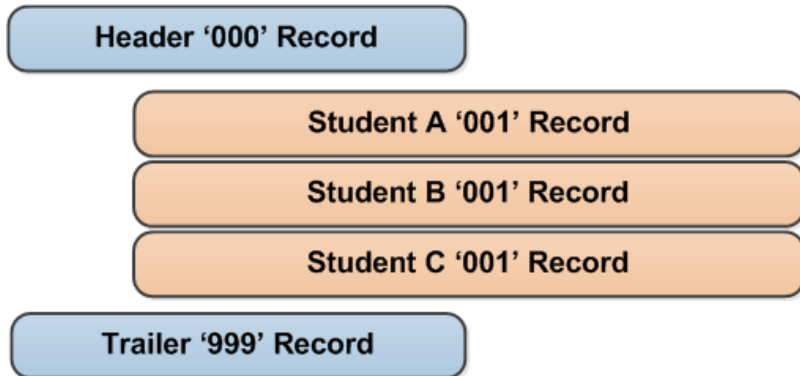 Header ‘000’ Record
Student A ‘001’ Record
Student B ‘001’ Record
Student C ‘001’ Record
Trailer ‘999’ Record